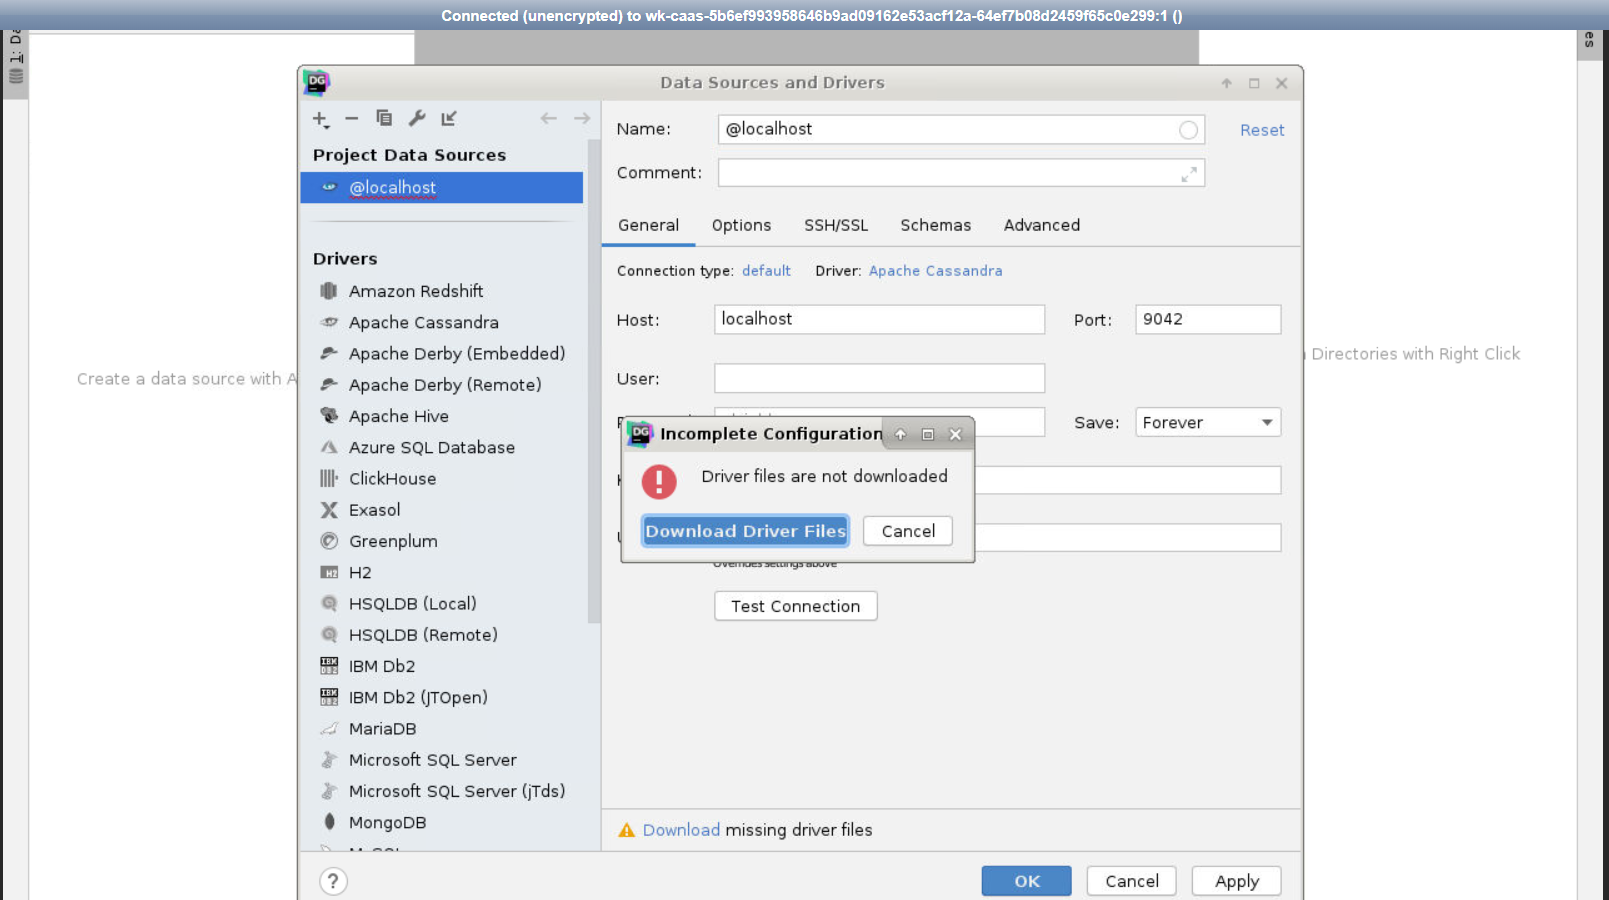 Connected (unencrypted) to wk-caas-5b6ef993958646b9ad09162e53acf12a-64ef7b08d2459f65c0e299:1 ()
1: Da
es
Data Sources and Drivers
Project Data Sources
@localhost
Drivers
Amazon Redshift
Apache Cassandra
Apache Derby (Embedded)
Apache Derby (Remote)
Apache Hive
Azure SQL Database
ClickHouse
Exasol
Greenplum
H2
HSQLDB (Local)
HSQLDB (Remote)
IBM Db2
IBM Db2 (JTOpen)
MariaDB
Microsoft SQL Server
Microsoft SQL Server (jTds)
MongoDB
Create a data source with A
Directories with Right Click
Name: @localhost Reset
Comment:
General Options SSH/SSL Schemas Advanced
Connection type: default Driver: Apache Cassandra
Host: localhost Port: 9042
User:
Save: Forever
Incomplete Configuration
Driver files are not downloaded
Download Driver Files Cancel
Overrides settings above
Test Connection
Download missing driver files
? OK Cancel Apply